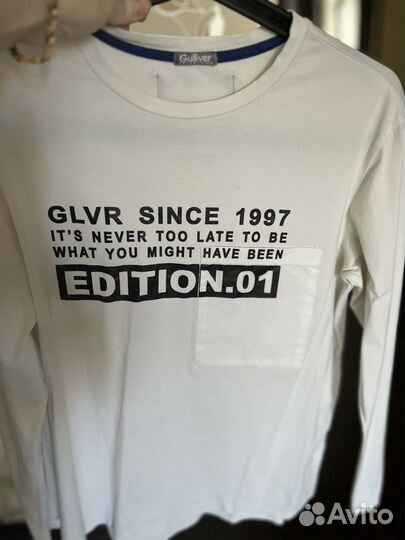 Gulliver
GLVR SINCE 1997
IT'S NEVER TOO LATE TO BE
WHAT YOU MIGHT HAVE BEEN
EDITION.01
Avito